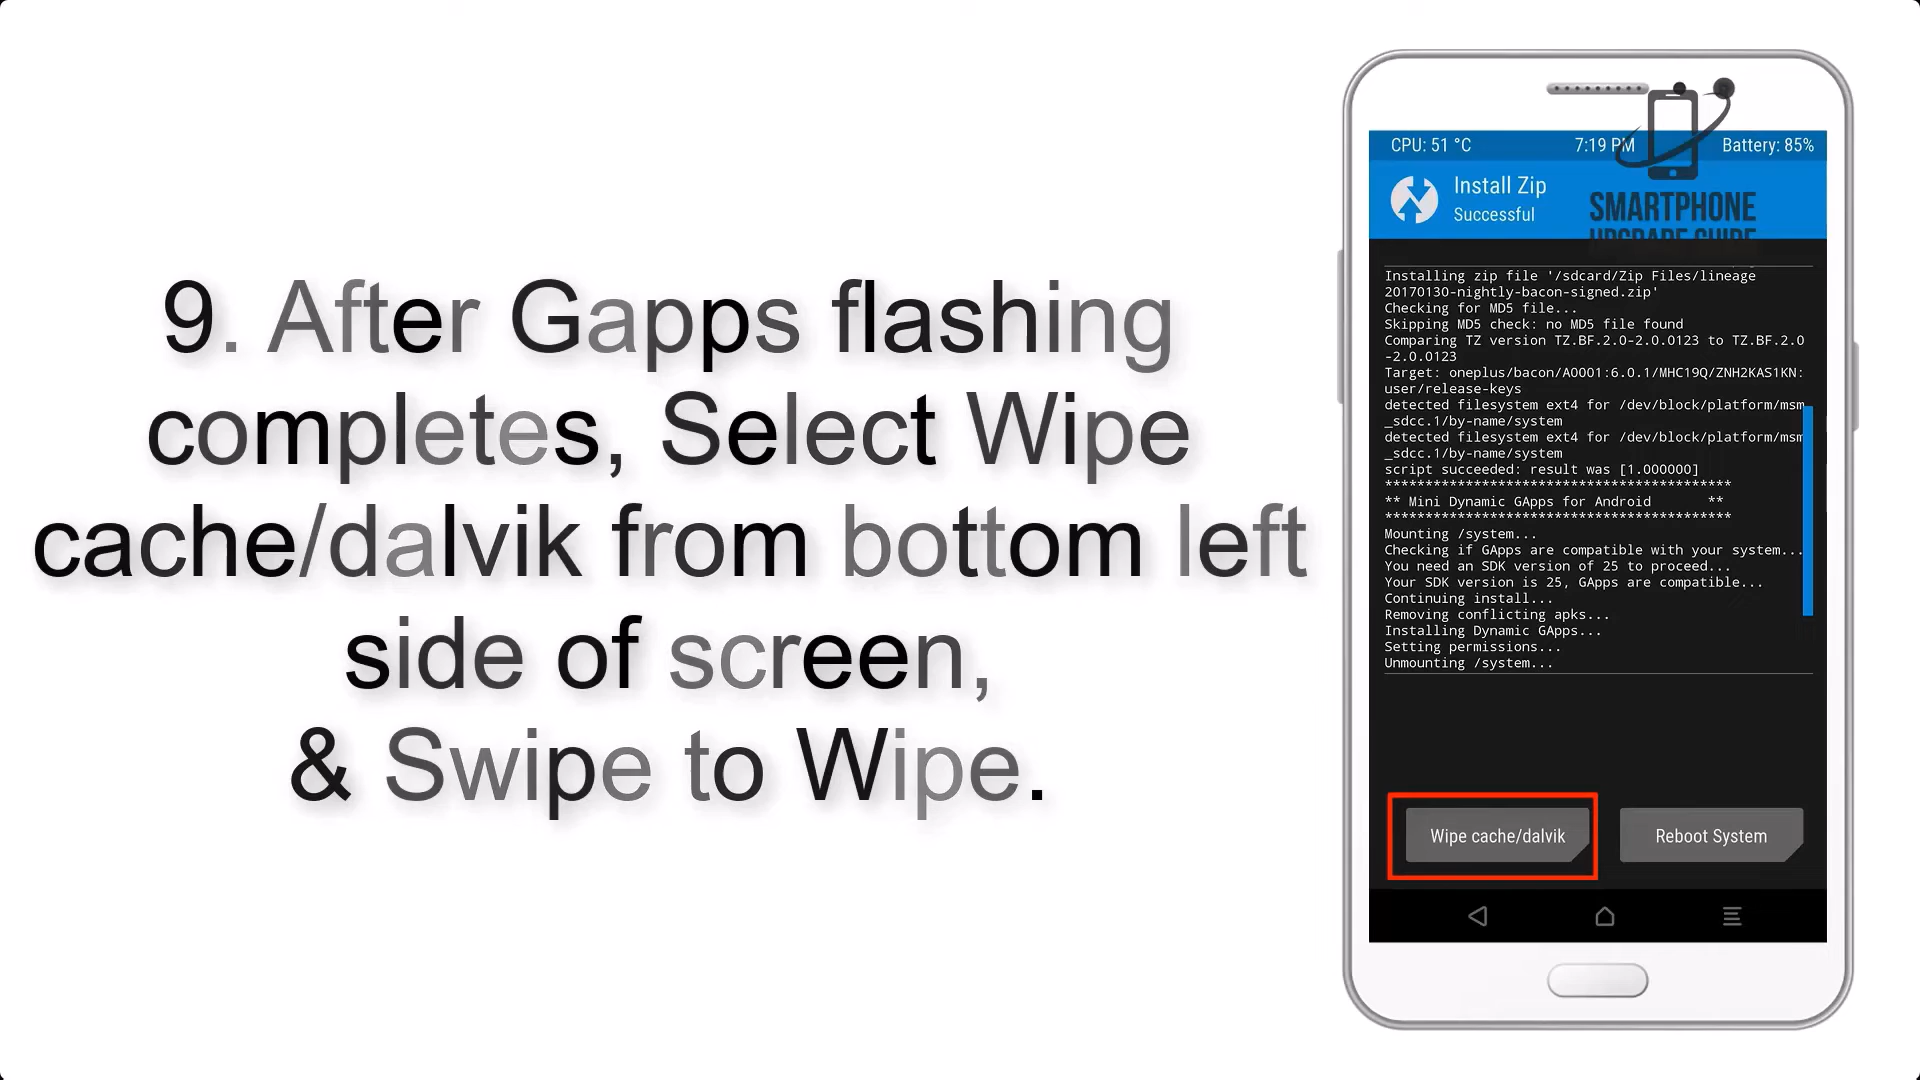 9. After Gapps flashing
completes, Select Wipe
cache/dalvik from bottom left
side of screen,
& Swipe to Wipe.
CPU: 51 °C 7:19 PM Battery: 85%
Install Zip
Successful
SMARTPHONE
UPGRADE GUIDE
Installing zip file '/sdcard/Zip Files/lineage
20170130-nightly-bacon-signed.zip'
Checking for MD5 file...
Skipping MD5 check: no MD5 file found
Comparing TZ version TZ.BF.2.0-2.0.0123 to TZ.BF.2.0
-2.0.0123
Target: oneplus/bacon/A0001:6.0.1/MHC19Q/ZNH2KAS1KN:
user/release-keys
detected filesystem ext4 for /dev/block/platform/msm
_sdcc.1/by-name/system
detected filesystem ext4 for /dev/block/platform/msm
_sdcc.1/by-name/system
script succeeded: result was [1.000000]
*******************************************
** Mini Dynamic GApps for Android **
*******************************************
Mounting /system...
Checking if GApps are compatible with your system...
You need an SDK version of 25 to proceed...
Your SDK version is 25, GApps are compatible...
Continuing install...
Removing conflicting apks...
Installing Dynamic GApps...
Setting permissions...
Unmounting /system...
Wipe cache/dalvik Reboot System